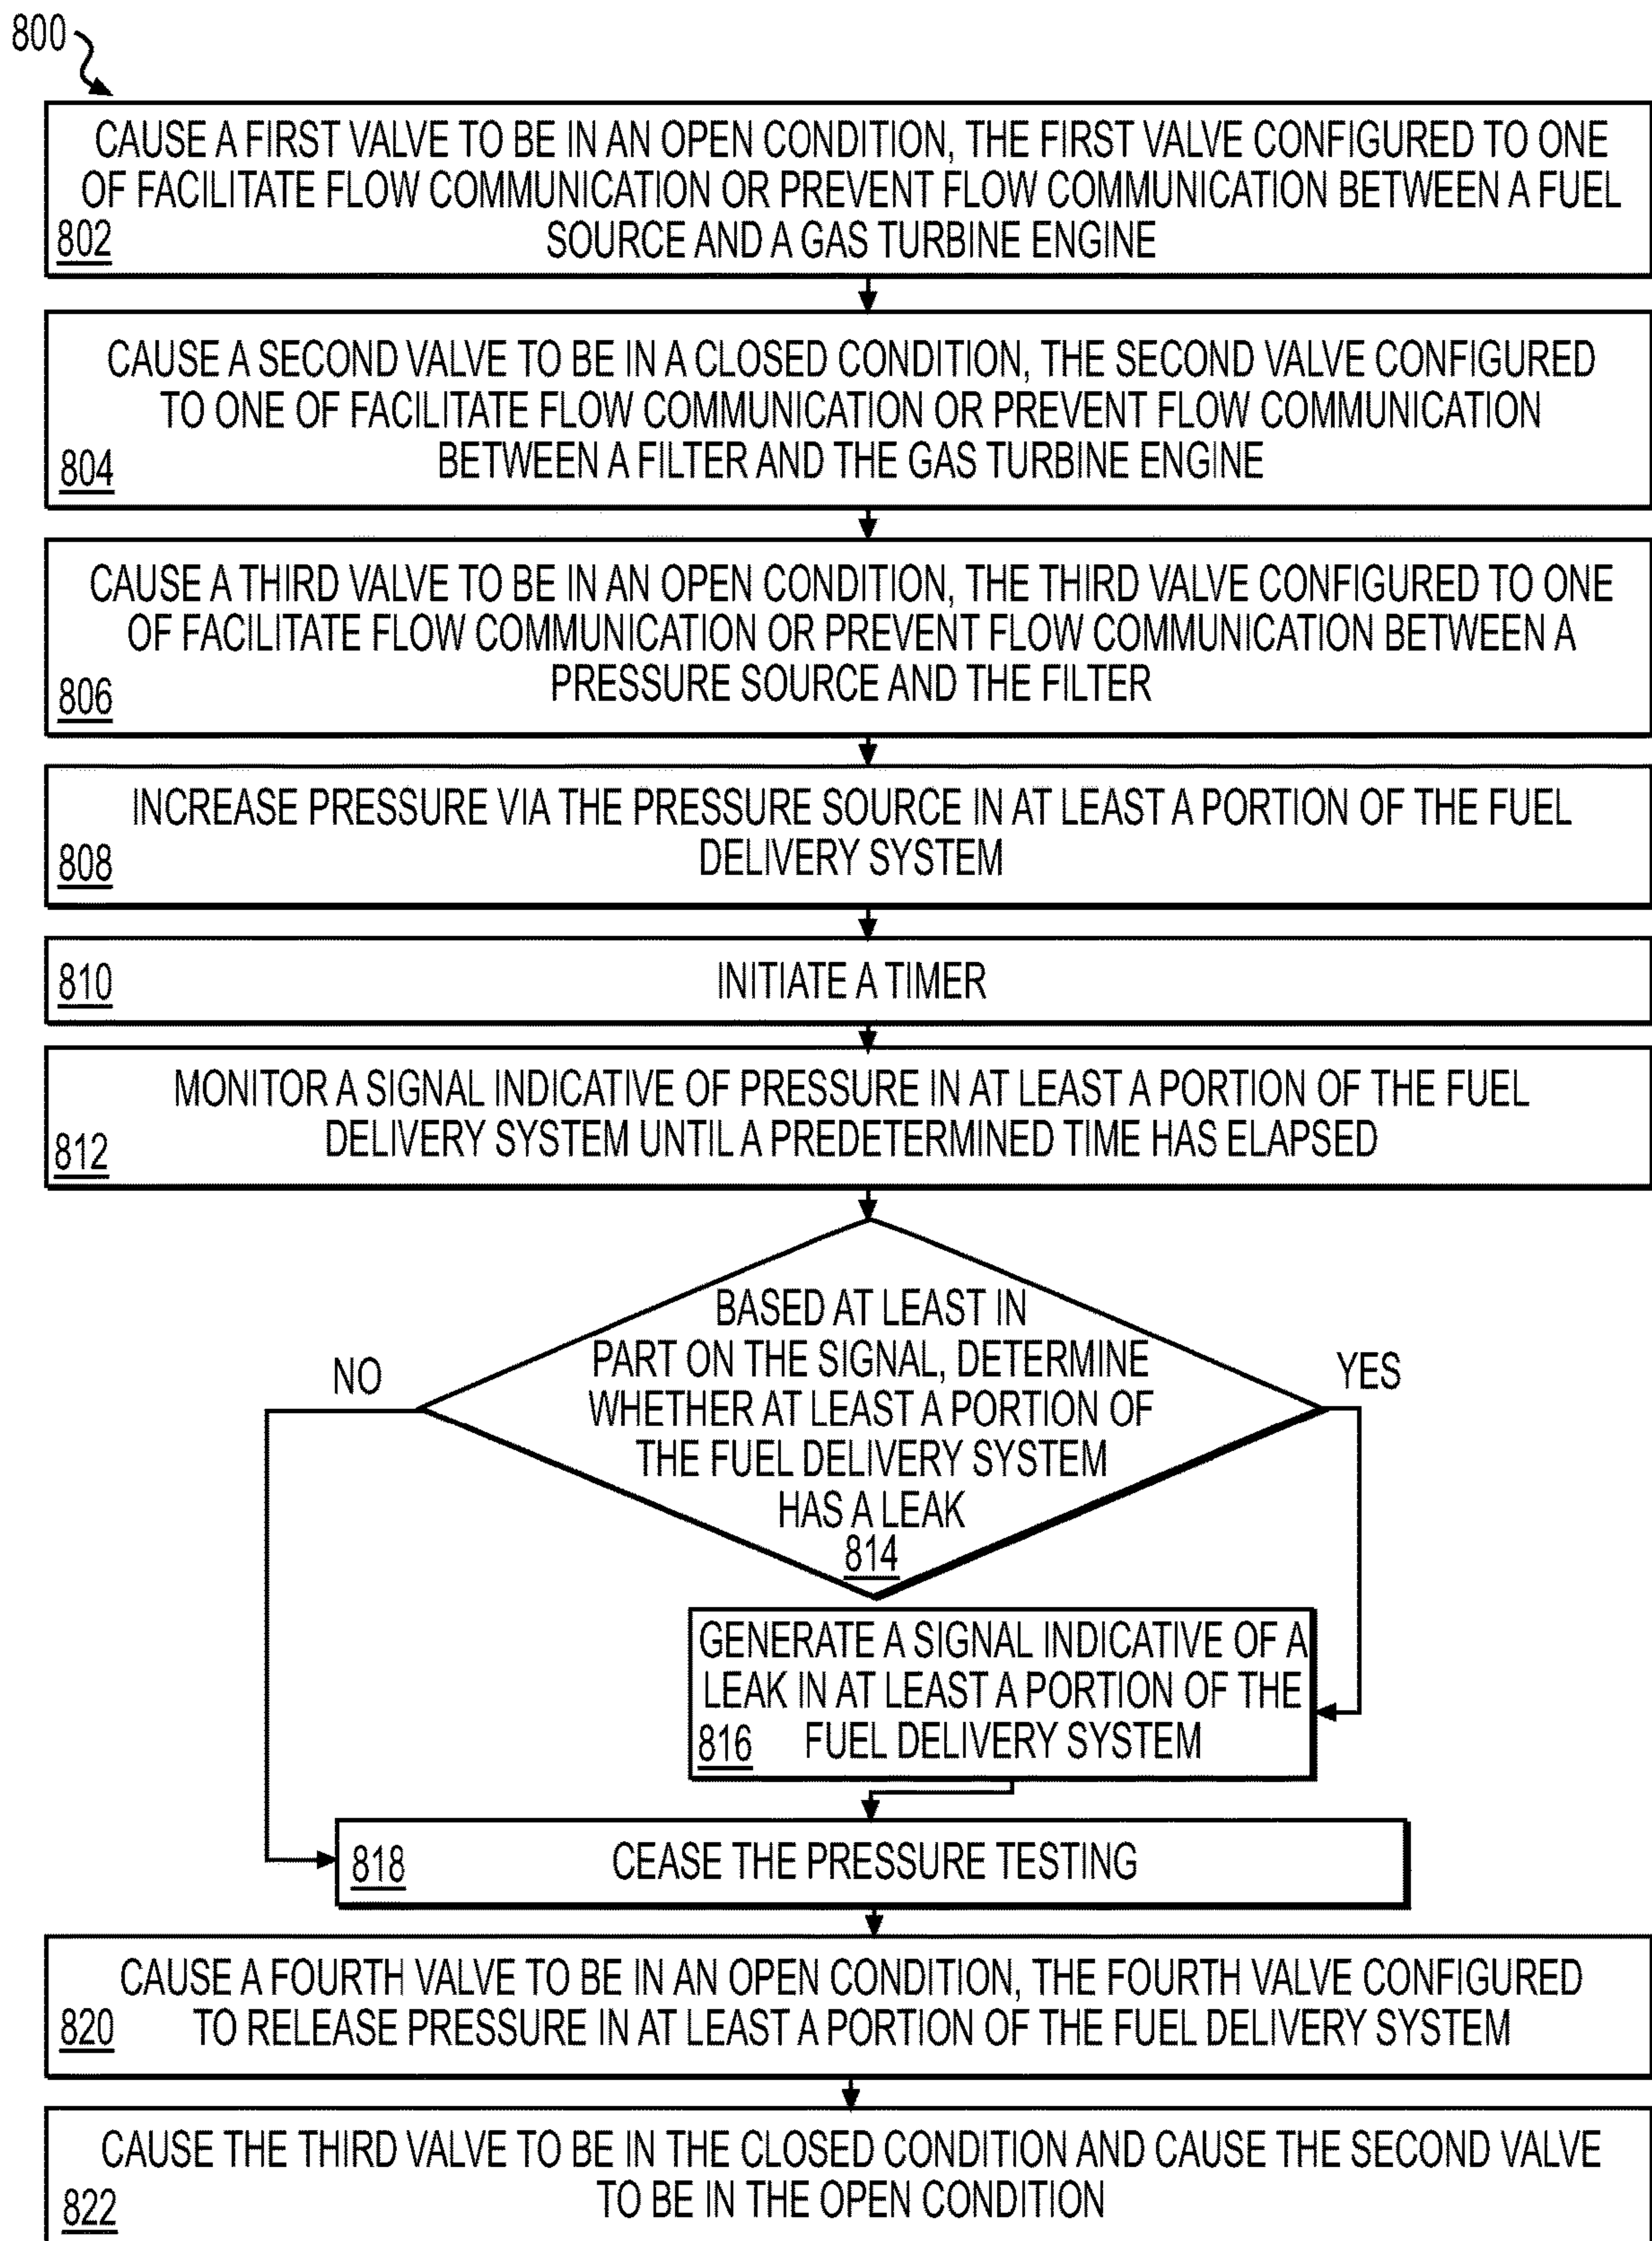 800
CAUSE A FIRST VALVE TO BE IN AN OPEN CONDITION, THE FIRST VALVE CONFIGURED TO ONE
OF FACILITATE FLOW COMMUNICATION OR PREVENT FLOW COMMUNICATION BETWEEN A FUEL
SOURCE AND A GAS TURBINE ENGINE
802
CAUSE A SECOND VALVE TO BE IN A CLOSED CONDITION, THE SECOND VALVE CONFIGURED
TO ONE OF FACILITATE FLOW COMMUNICATION OR PREVENT FLOW COMMUNICATION
BETWEEN A FILTER AND THE GAS TURBINE ENGINE
804
CAUSE A THIRD VALVE TO BE IN AN OPEN CONDITION, THE THIRD VALVE CONFIGURED TO ONE
OF FACILITATE FLOW COMMUNICATION OR PREVENT FLOW COMMUNICATION BETWEEN A
PRESSURE SOURCE AND THE FILTER
806
INCREASE PRESSURE VIA THE PRESSURE SOURCE IN AT LEAST A PORTION OF THE FUEL
DELIVERY SYSTEM
808
810
INITIATE A TIMER
MONITOR A SIGNAL INDICATIVE OF PRESSURE IN AT LEAST A PORTION OF THE FUEL
DELIVERY SYSTEM UNTIL A PREDETERMINED TIME HAS ELAPSED
812
BASED AT LEAST IN
PART ON THE SIGNAL, DETERMINE
WHETHER AT LEAST A PORTION OF
THE FUEL DELIVERY SYSTEM
HAS A LEAK
814
NO
YES
GENERATE A SIGNAL INDICATIVE OF A
LEAK IN AT LEAST A PORTION OF THE
FUEL DELIVERY SYSTEM
816
818
CEASE THE PRESSURE TESTING
CAUSE A FOURTH VALVE TO BE IN AN OPEN CONDITION, THE FOURTH VALVE CONFIGURED
TO RELEASE PRESSURE IN AT LEAST A PORTION OF THE FUEL DELIVERY SYSTEM
820
CAUSE THE THIRD VALVE TO BE IN THE CLOSED CONDITION AND CAUSE THE SECOND VALVE
TO BE IN THE OPEN CONDITION
822